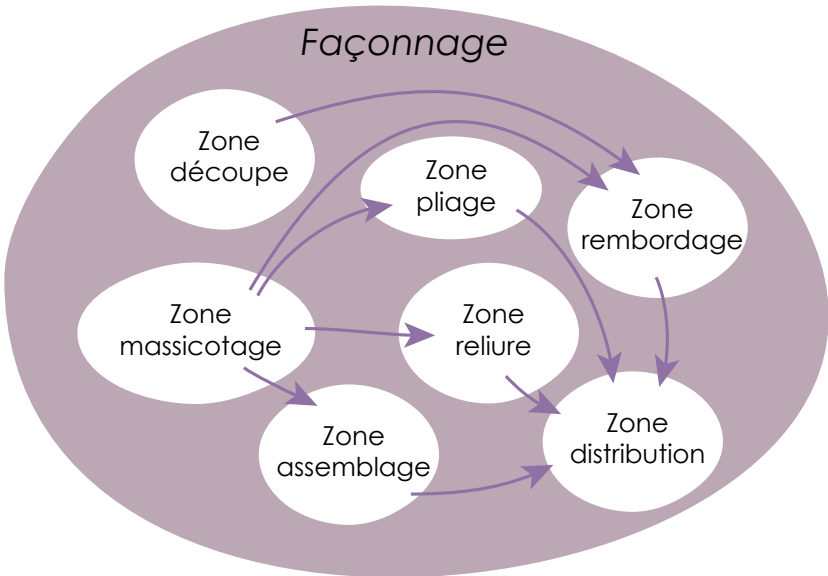 Façonnage
Zone
découpe
Zone
pliage
Zone
rembordage
Zone
massicotage
Zone
reliure
Zone
assemblage
Zone
distribution